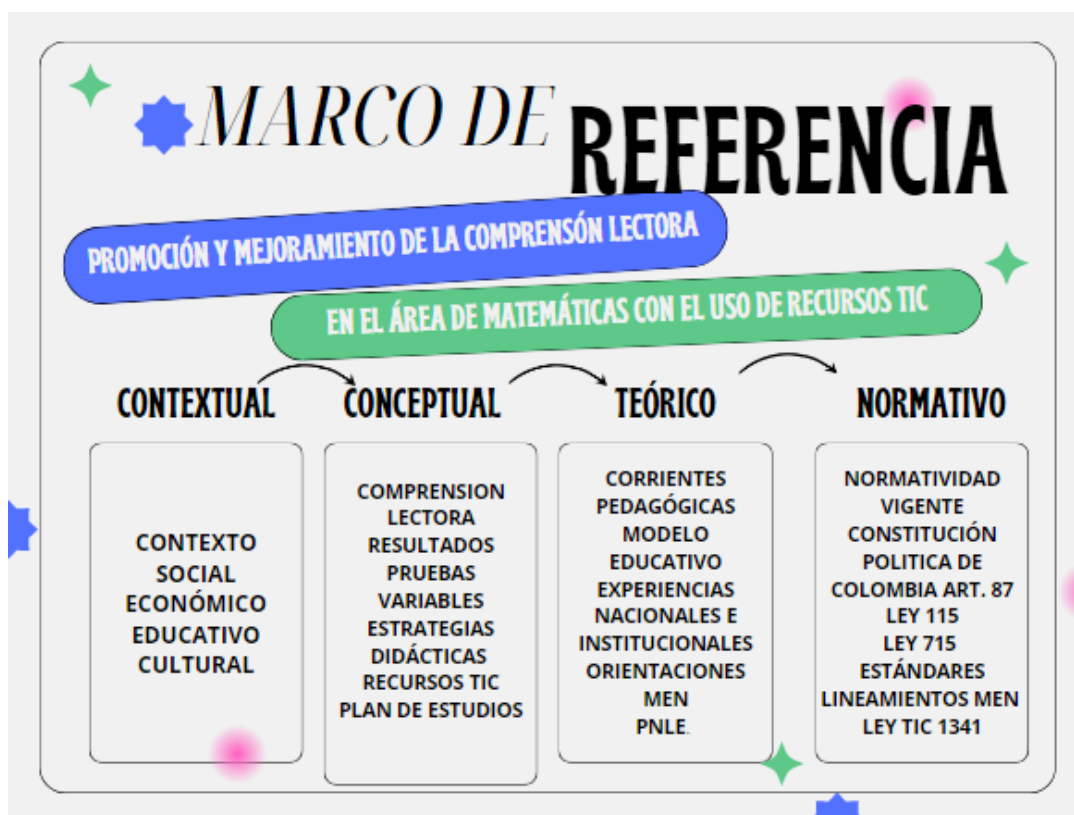 MARCO DE REFERENCIA
PROMOCIÓN Y MEJORAMIENTO DE LA COMPRENSÓN LECTORA
EN EL ÁREA DE MATEMÁTICAS CON EL USO DE RECURSOS TIC
CONTEXTUAL
CONTEXTO
SOCIAL
ECONÓMICO
EDUCATIVO
CULTURAL
CONCEPTUAL
COMPRENSION
LECTORA
RESULTADOS
PRUEBAS
VARIABLES
ESTRATEGIAS
DIDÁCTICAS
RECURSOS TIC
PLAN DE ESTUDIOS
TEÓRICO
CORRIENTES
PEDAGÓGICAS
MODELO
EDUCATIVO
EXPERIENCIAS
NACIONALES E
INSTITUCIONALES
ORIENTACIONES
MEN
PNLE.
NORMATIVO
NORMATIVIDAD
VIGENTE
CONSTITUCIÓN
POLITICA DE
COLOMBIA ART. 87
LEY 115
LEY 715
ESTÁNDARES
LINEAMIENTOS MEN
LEY TIC 1341